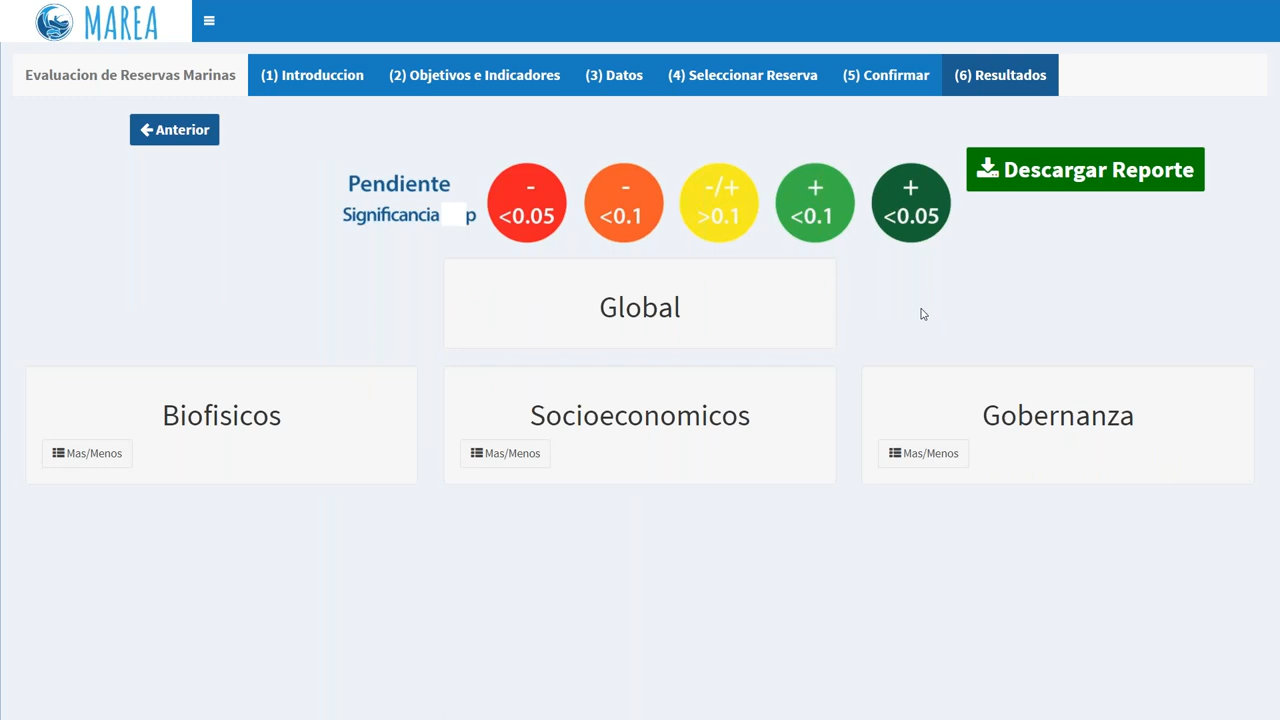 MAREA
Evaluacion de Reservas Marinas
(1) Introduccion
(2) Objetivos e Indicadores
(3) Datos
(4) Seleccionar Reserva
(5) Confirmar
(6) Resultados
Anterior
Descargar Reporte
Pendiente - - -/+ + +
Significancia p <0.05 <0.1 >0.1 <0.1 <0.05
Global
Biofisicos
Mas/Menos
Socioeconomicos
Mas/Menos
Gobernanza
Mas/Menos